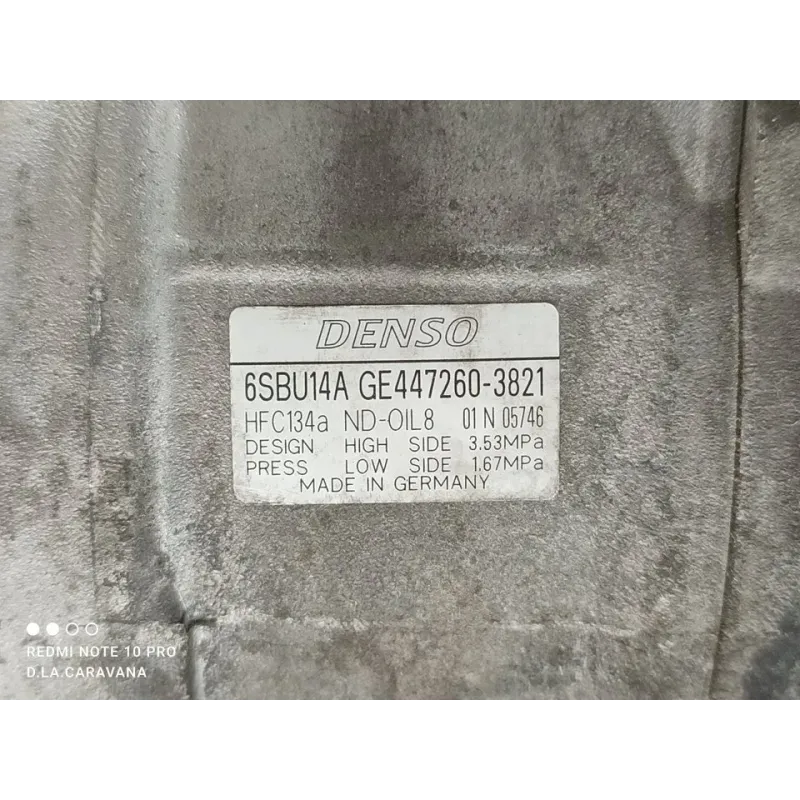 DENSO
6SBU14A GE447260-3821
HFC134a ND-OIL8 01 N 05746
DESIGN HIGH SIDE 3.53MPa
PRESS LOW SIDE 1.67MPa
MADE IN GERMANY
REDMI NOTE 10 PRO
D.LA.CARAVANA